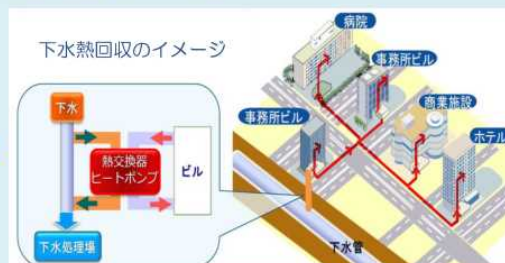 下水熱回収のイメージ
下水
熱交換器
ヒートポンプ
ビル
下水処理場
病院
事務所ビル
商業施設
事務所ビル
ホテル
下水管